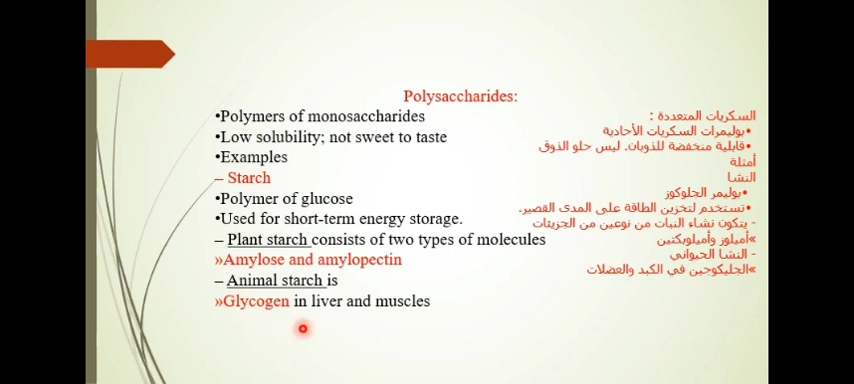 Polysaccharides:
•Polymers of monosaccharides
•Low solubility; not sweet to taste
•Examples
– Starch
•Polymer of glucose
•Used for short-term energy storage.
– Plant starch consists of two types of molecules
»Amylose and amylopectin
– Animal starch is
»Glycogen in liver and muscles
السكريات المتعددة :
•بوليمرات السكريات الأحادية
•قابلية منخفضة للذوبان. ليس حلو الذوق
أمثلة
النشا
•بوليمر الجلوكوز
•تستخدم لتخزين الطاقة على المدى القصير.
- يتكون نشاء النبات من نوعين من الجزيئات
»أميلوز وأميلوبكتين
- النشا الحيواني
»الجليكوجين في الكبد والعضلات